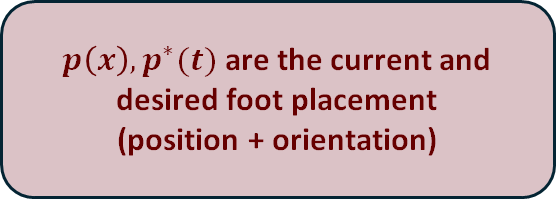 p(x), p*(t) are the current and
desired foot placement
(position + orientation)